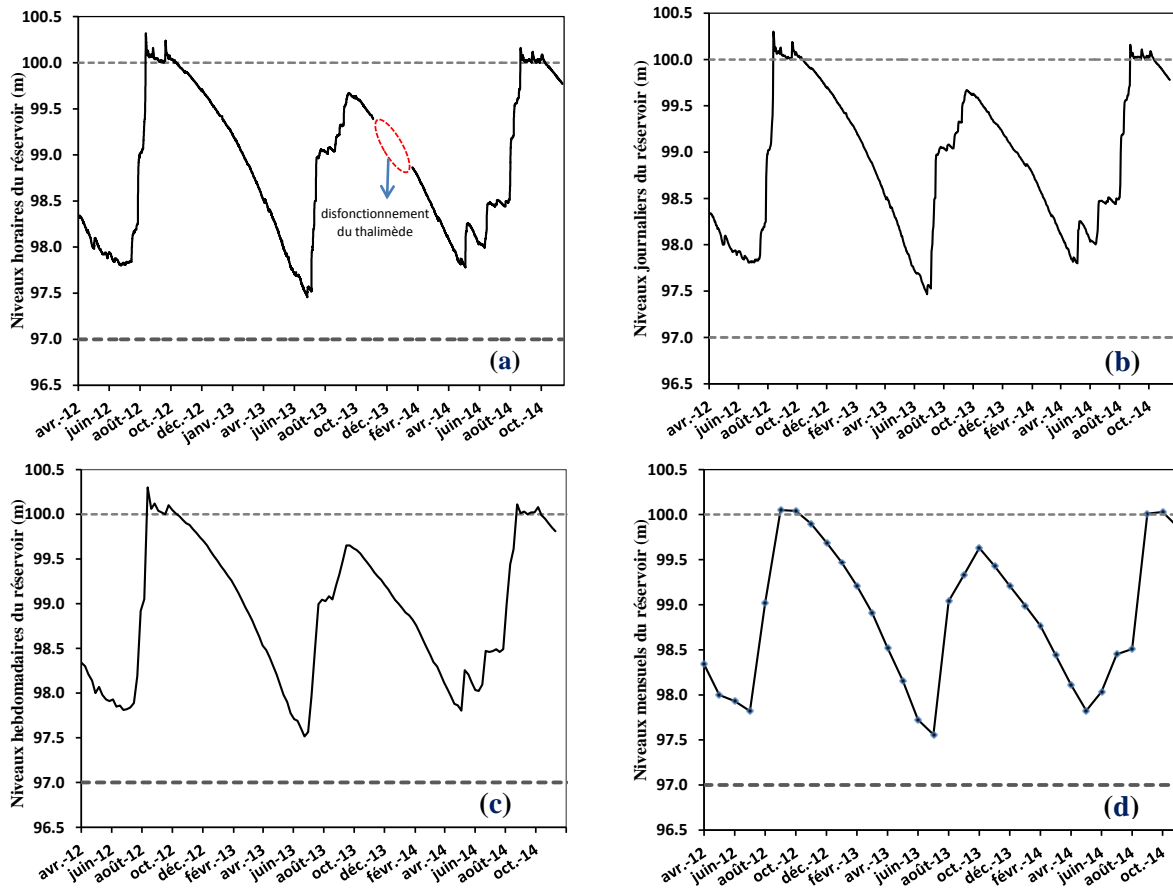 Niveaux horaires du réservoir (m)
100.5
100.0
99.5
99.0
98.5
98.0
97.5
97.0
96.5
disfonctionnement
du thalimède
(a)
avr.-12
juin-12
août-12
oct.-12
déc.-12
janv.-13
avr.-13
juin-13
août-13
oct.-13
déc.-13
févr.-14
avr.-14
juin-14
août-14
oct.-14
Niveaux journaliers du réservoir (m)
100.5
100.0
99.5
99.0
98.5
98.0
97.5
97.0
96.5
(b)
avr.-12
juin-12
août-12
oct.-12
déc.-12
févr.-13
avr.-13
juin-13
août-13
oct.-13
déc.-13
févr.-14
avr.-14
juin-14
août-14
oct.-14
Niveaux hebdomadaires du réservoir (m)
100.5
100.0
99.5
99.0
98.5
98.0
97.5
97.0
96.5
(c)
avr.-12
juin-12
août-12
oct.-12
déc.-12
févr.-13
avr.-13
juin-13
août-13
oct.-13
déc.-13
févr.-14
avr.-14
juin-14
août-14
oct.-14
Niveaux mensuels du réservoir (m)
100.5
100.0
99.5
99.0
98.5
98.0
97.5
97.0
96.5
(d)
avr.-12
juin-12
août-12
oct.-12
déc.-12
févr.-13
avr.-13
juin-13
août-13
oct.-13
déc.-13
févr.-14
avr.-14
juin-14
août-14
oct.-14